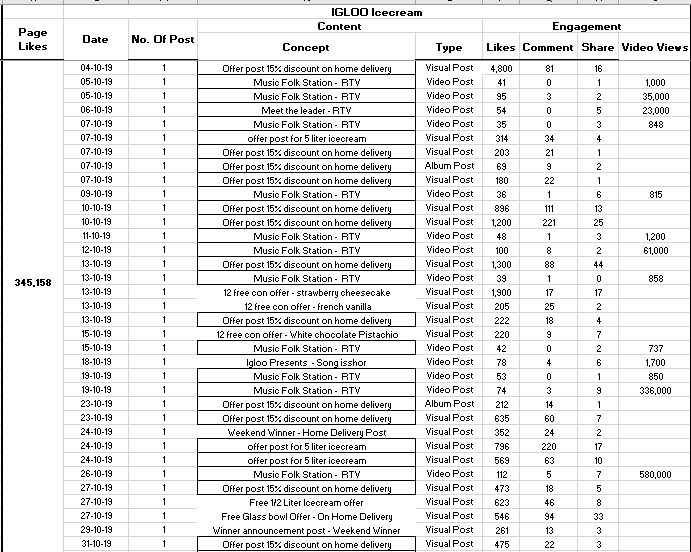 IGLOO Icecream
Page Likes Date No. Of Post Content Engagement
Concept Type Likes Comment Share Video Views
345,158
04-10-19 1 Offer post 15% discount on home delivery Visual Post 4,800 81 16
05-10-19 1 Music Folk Station - RTV Video Post 41 0 1 1,000
05-10-19 1 Music Folk Station - RTV Video Post 95 3 2 35,000
06-10-19 1 Meet the leader - RTV Video Post 54 0 5 23,000
07-10-19 1 Music Folk Station - RTV Video Post 35 0 3 848
07-10-19 1 offer post for 5 liter icecream Visual Post 314 34 4
07-10-19 1 Offer post 15% discount on home delivery Visual Post 203 21 1
07-10-19 1 Offer post 15% discount on home delivery Album Post 69 9 2
07-10-19 1 Offer post 15% discount on home delivery Visual Post 180 22 1
09-10-19 1 Music Folk Station - RTV Video Post 36 1 6 815
10-10-19 1 Offer post 15% discount on home delivery Visual Post 896 111 13
10-10-19 1 Offer post 15% discount on home delivery Visual Post 1,200 221 25
11-10-19 1 Music Folk Station - RTV Video Post 48 1 3 1,200
12-10-19 1 Music Folk Station - RTV Video Post 100 8 2 61,000
13-10-19 1 Offer post 15% discount on home delivery Visual Post 1,300 88 44
13-10-19 1 Music Folk Station - RTV Video Post 39 1 0 858
13-10-19 1 12 free con offer - strawberry cheesecake Visual Post 1,900 17 17
13-10-19 1 12 free con offer - french vanilla Visual Post 205 25 2
13-10-19 1 Offer post 15% discount on home delivery Visual Post 222 18 4
15-10-19 1 12 free con offer - White chocolate Pistachio Visual Post 220 9 7
15-10-19 1 Music Folk Station - RTV Video Post 42 0 2 737
18-10-19 1 Igloo Presents - Song isshor Video Post 78 4 6 1,700
19-10-19 1 Music Folk Station - RTV Visual Post 53 0 1 850
19-10-19 1 Music Folk Station - RTV Video Post 74 3 9 336,000
23-10-19 1 Offer post 15% discount on home delivery Album Post 212 14 1
23-10-19 1 Offer post 15% discount on home delivery Visual Post 635 60 7
24-10-19 1 Weekend Winner - Home Delivery Post Visual Post 352 24 2
24-10-19 1 offer post for 5 liter icecream Visual Post 796 220 17
24-10-19 1 offer post for 5 liter icecream Visual Post 569 63 10
26-10-19 1 Music Folk Station - RTV Video Post 112 5 7 580,000
27-10-19 1 Offer post 15% discount on home delivery Visual Post 473 18 5
27-10-19 1 Free 1/2 Liter Icecream offer Visual Post 623 46 8
27-10-19 1 Free Glass bowl Offer - On Home Delivery Visual Post 546 94 33
29-10-19 1 Winner announcement post - Weekend Winner Visual Post 261 13 3
31-10-19 1 Offer post 15% discount on home delivery Visual Post 475 22 3